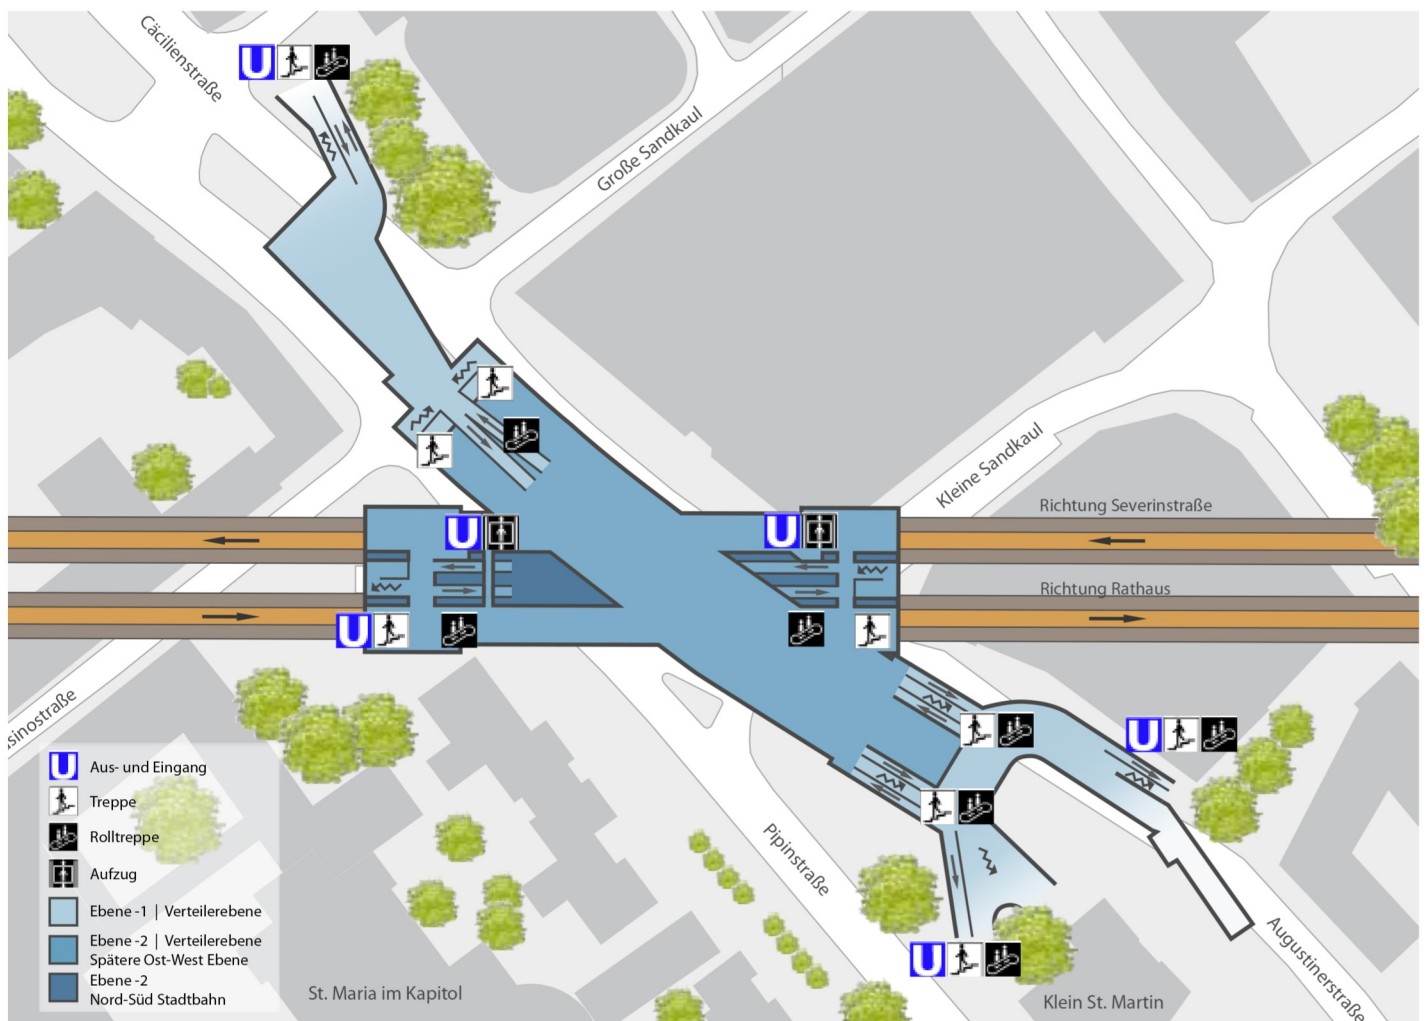 Cäcilienstraße
Große Sandkaul
Kleine Sandkaul
Richtung Severinstraße
Richtung Rathaus
sinostraße
Aus- und Eingang
Treppe
Rolltreppe
Aufzug
Ebene -1 | Verteilerebene
Ebene -2 | Verteilerebene
Spätere Ost-West Ebene
Ebene -2
Nord-Süd Stadtbahn
Pipinstraße
Augustinerstraße
St. Maria im Kapitol
Klein St. Martin
U
U
U
U
U
U
U